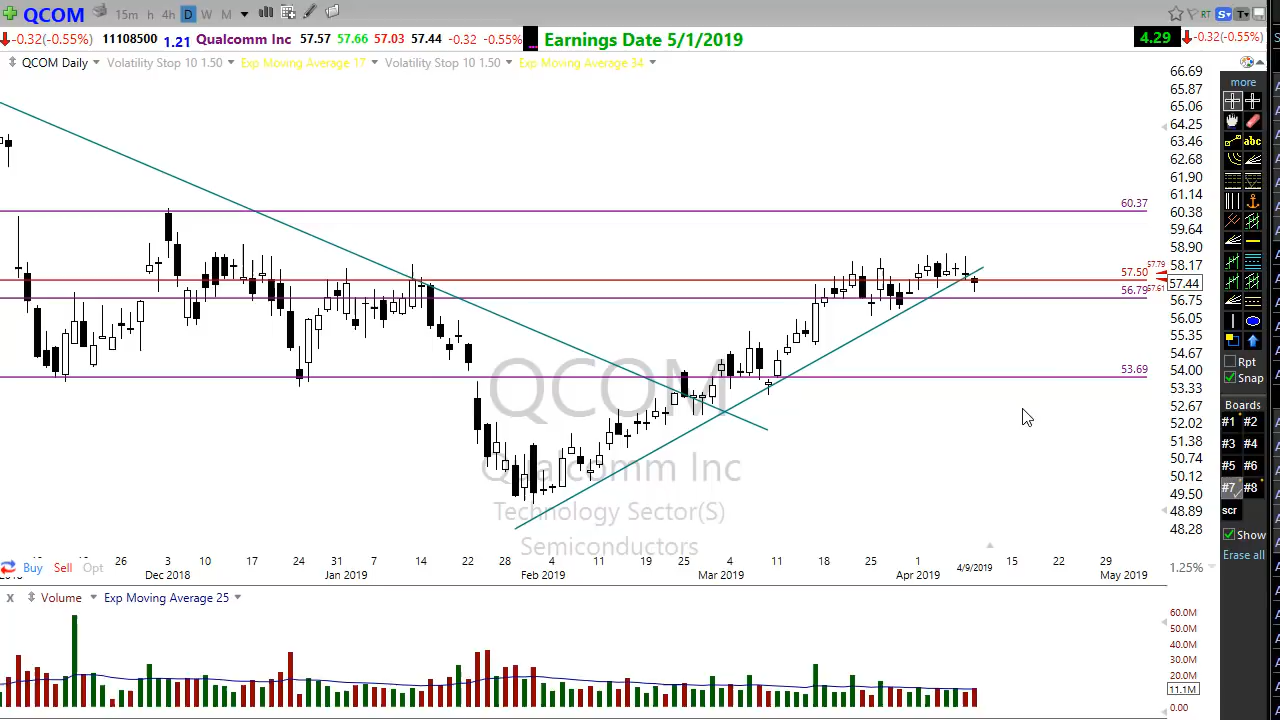 QCOM 15m h 4h D W M RT S T
-0.32(-0.55%) 11108500 1.21 Qualcomm Inc 57.57 57.66 57.03 57.44 -0.32 -0.55% Earnings Date 5/1/2019 4.29 -0.32(-0.55%)
QCOM Daily Volatility Stop 10 1.50 Exp Moving Average 17 Volatility Stop 10 1.50 Exp Moving Average 34
66.69
more
65.87
65.06
64.25
abc
63.46
62.68
61.90
61.14
60.37
60.38
59.64
58.90
57.79
58.17
57.50
57.44
56.79
57.61
56.75
56.05
55.35
54.67
Rpt
53.69
54.00
Snap
53.33
QCOM
Boards
52.67
#1 #2
52.02
51.38
#3 #4
50.74
Qualcomm Inc
#5 #6
50.12
49.50
#7 #8
Technology Sector(S)
48.89
scr
48.28
Semiconductors
Show
Buy Sell Opt
26 3 10 17 24 31 7 14 22 28 4 11 19 25 4 11 18 25 1 4/9/2019 15 22 29
1.25%
Erase all
2018 Dec 2018 Jan 2019 Feb 2019 Mar 2019 Apr 2019 May 2019
x Volume Exp Moving Average 25
60.0M
50.0M
40.0M
30.0M
20.0M
11.1M
0.00